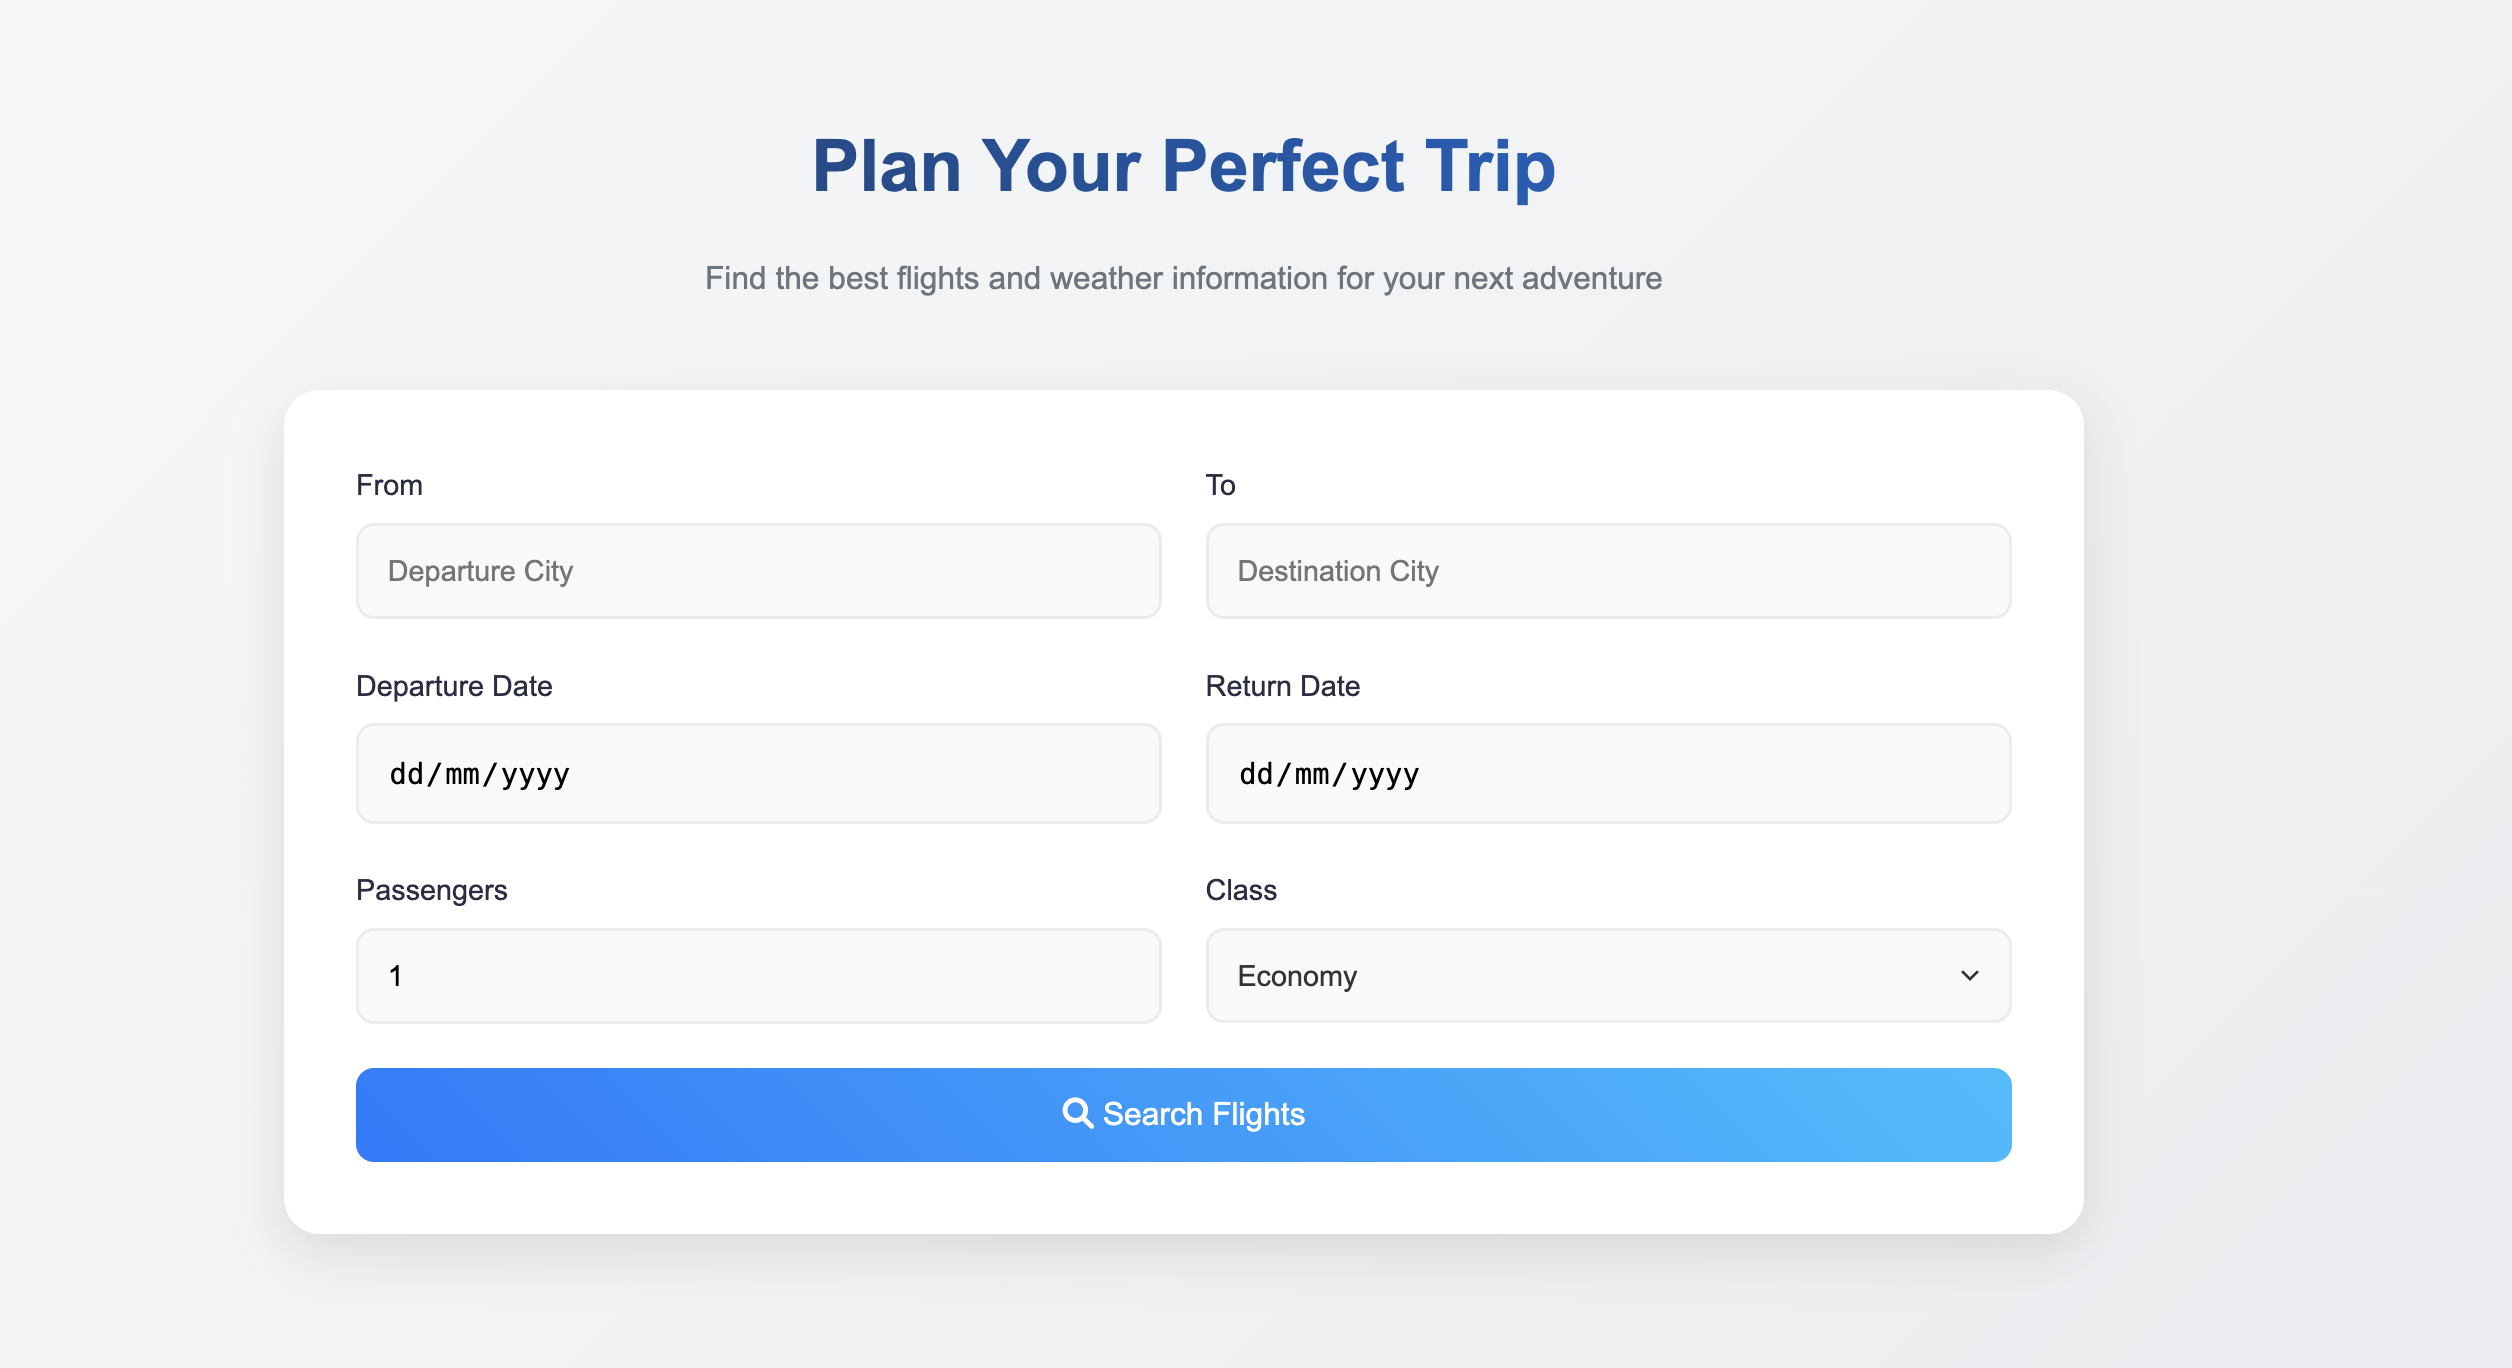 Plan Your Perfect Trip
Find the best flights and weather information for your next adventure
From
To
Departure City
Destination City
Departure Date
Return Date
dd/mm/yyyy
dd/mm/yyyy
Passengers
Class
1
Economy
Search Flights